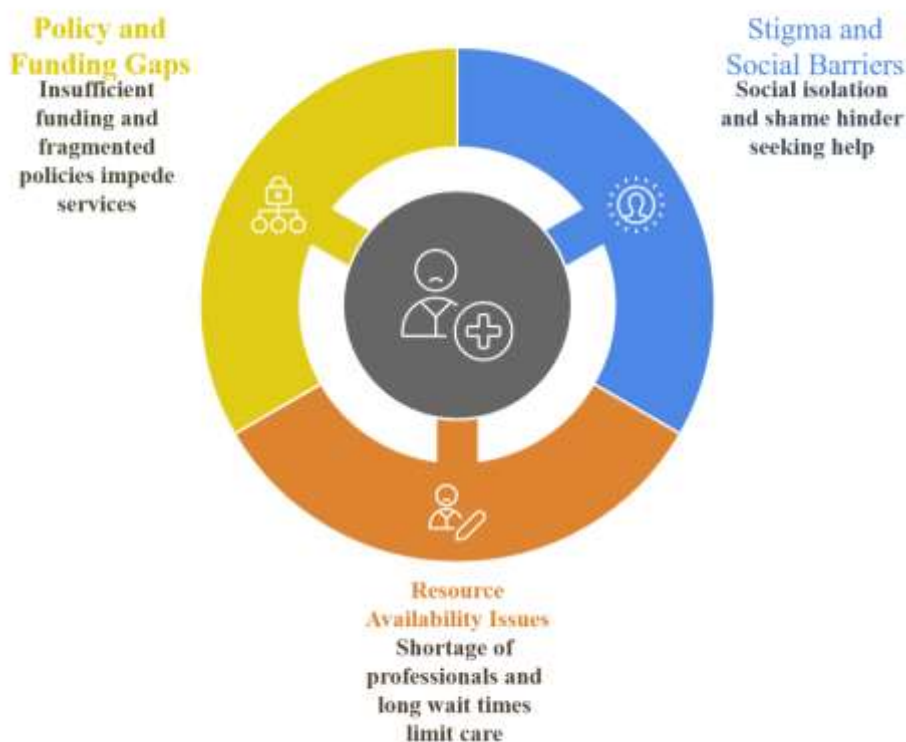 Policy and
Funding Gaps
Insufficient
funding and
fragmented
policies impede
services
Stigma and
Social Barriers
Social isolation
and shame hinder
seeking help
Resource
Availability Issues
Shortage of
professionals and
long wait times
limit care